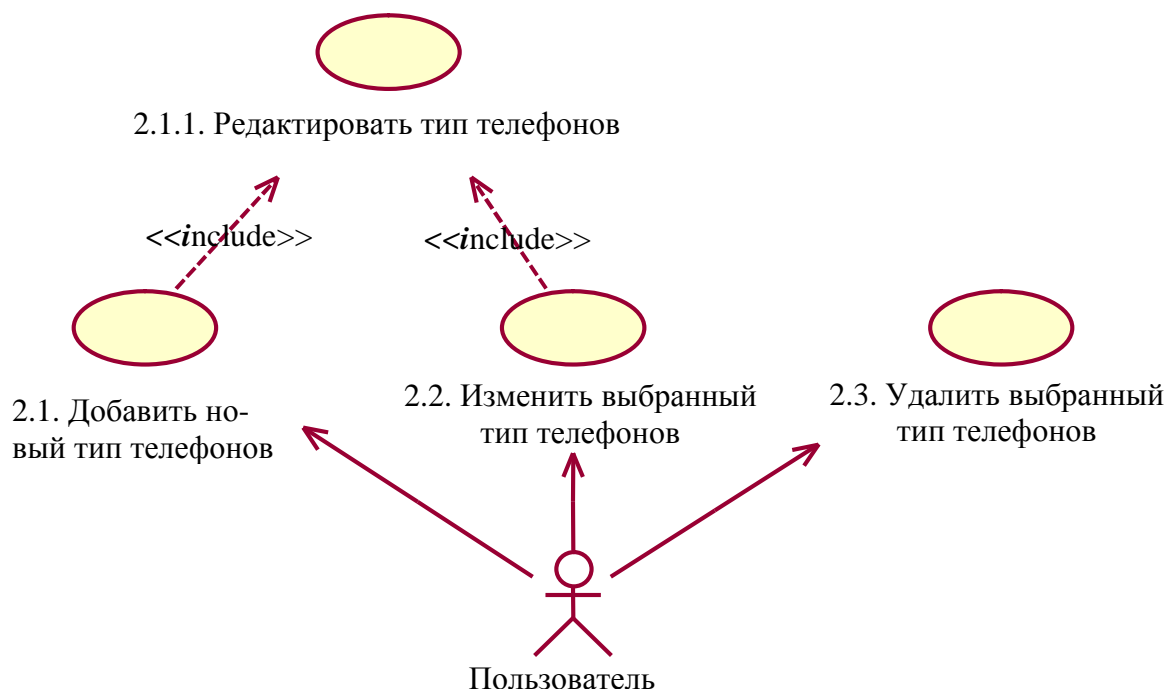 2.1.1. Редактировать тип телефонов
<<include>>
<<include>>
2.1. Добавить но-
вый тип телефонов
2.2. Изменить выбранный
тип телефонов
2.3. Удалить выбранный
тип телефонов
Пользователь